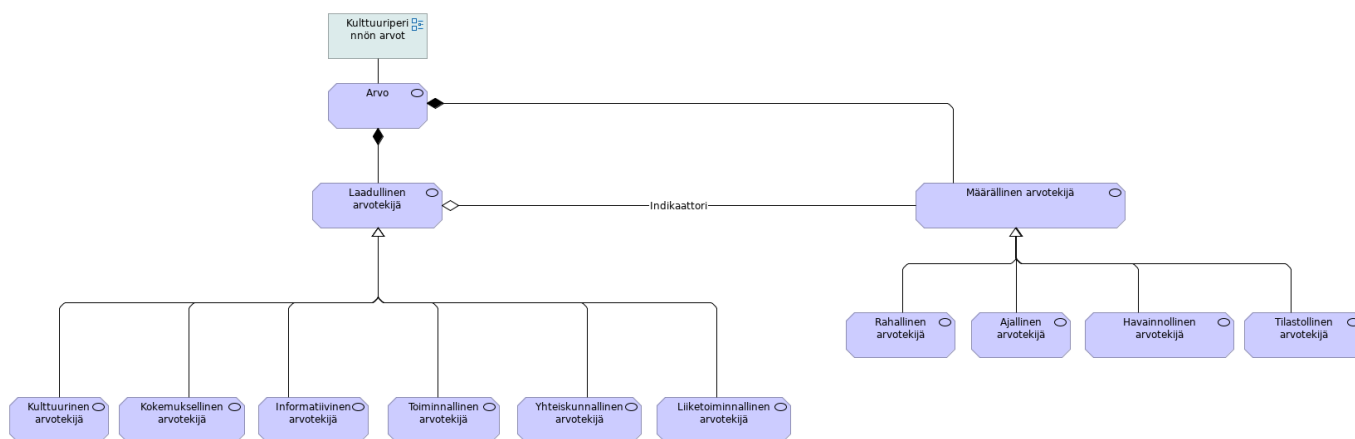 Kulttuuriperi
nnön arvot
Arvo
Laadullinen
arvotekijä
Indikaattori
Määrällinen arvotekijä
Rahallinen
arvotekijä
Ajallinen
arvotekijä
Havainnollinen
arvotekijä
Tilastollinen
arvotekijä
Kulttuurinen
arvotekijä
Kokemuksellinen
arvotekijä
Informatiivinen
arvotekijä
Toiminnallinen
arvotekijä
Yhteiskunnallinen
arvotekijä
Liiketoiminnallinen
arvotekijä